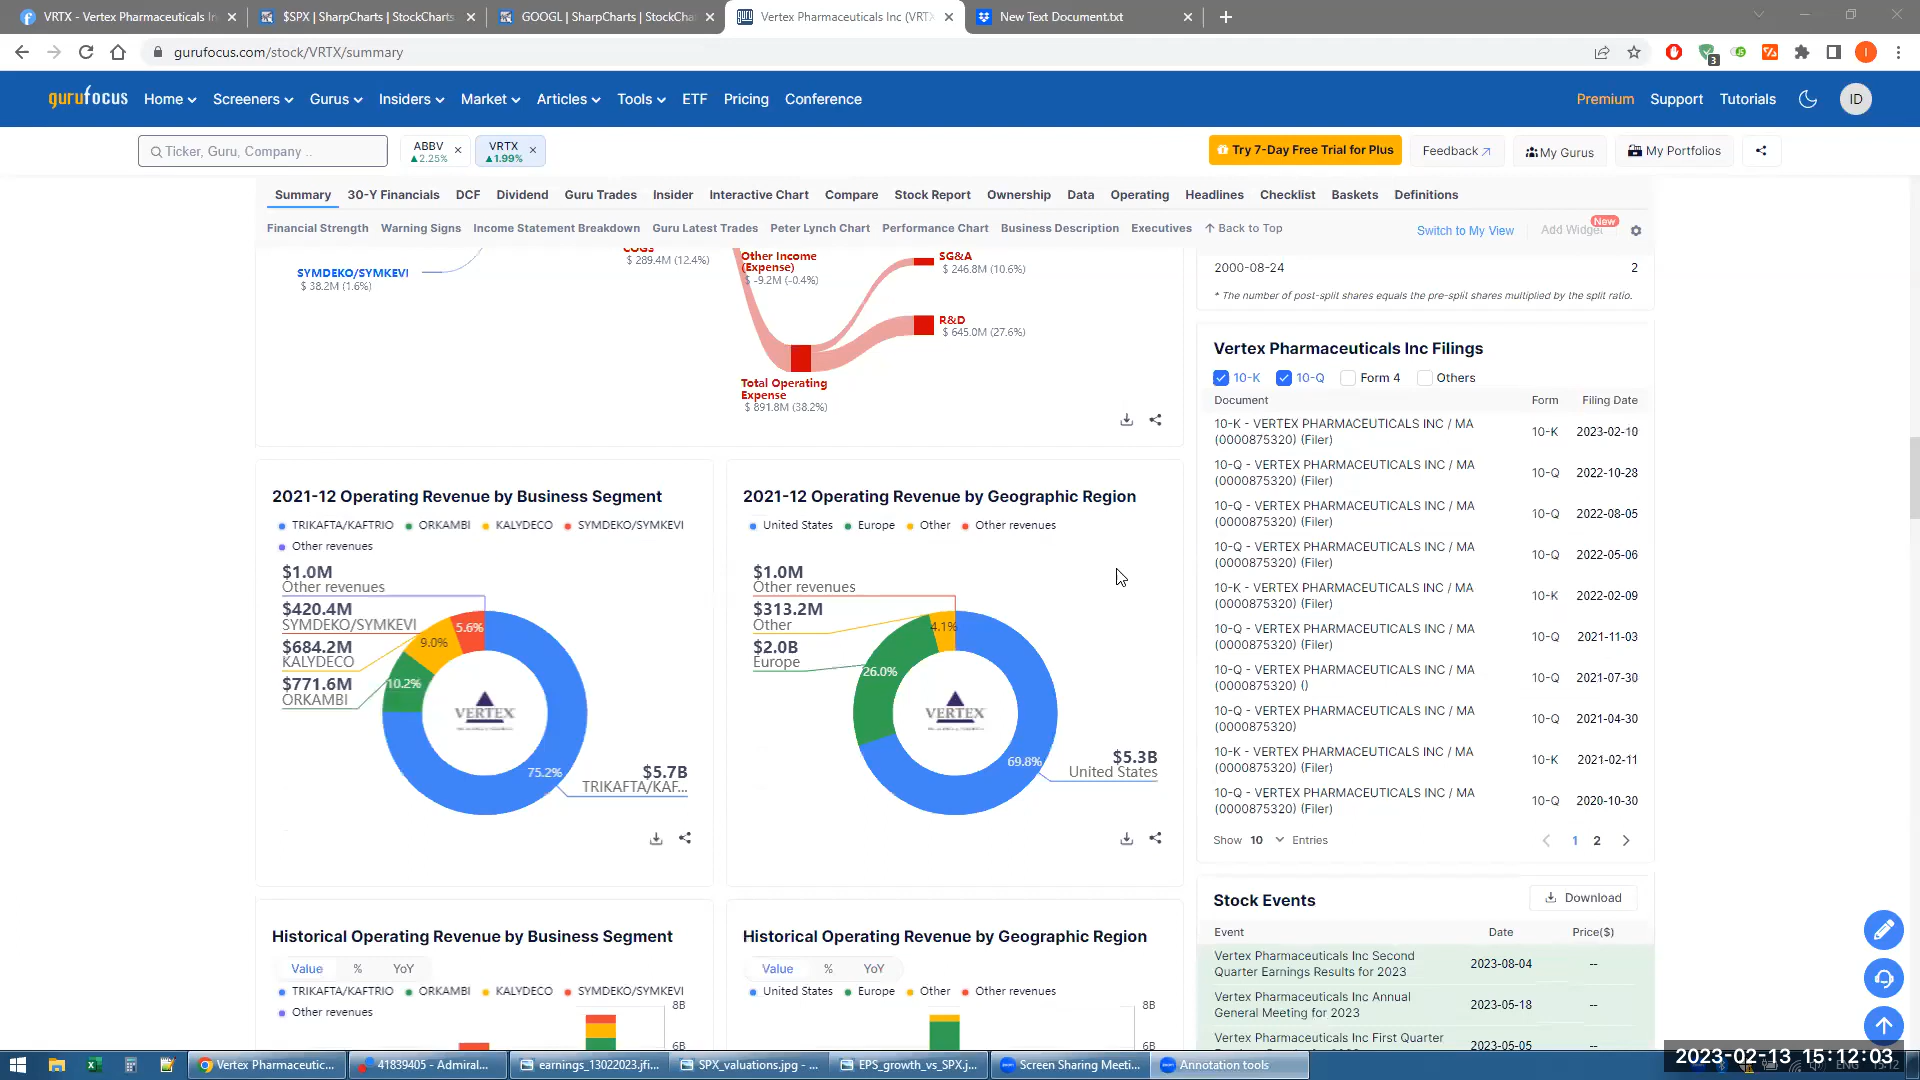 VRTX - Vertex Pharmaceuticals In
$SPX | SharpCharts | StockCharts
GOOGL | SharpCharts | StockCha
Vertex Pharmaceuticals Inc (VRTX
New Text Document.txt
gurufocus.com/stock/VRTX/summary
3
I
gurufocus
Home
Screeners
Gurus
Insiders
Market
Articles
Tools
ETF
Pricing
Conference
Premium
Support
Tutorials
ID
Ticker, Guru, Company ..
ABBV
▲2.25%
VRTX
▲1.99%
Try 7-Day Free Trial for Plus
Feedback
My Gurus
My Portfolios
Summary
30-Y Financials
DCF
Dividend
Guru Trades
Insider
Interactive Chart
Compare
Stock Report
Ownership
Data
Operating
Headlines
Checklist
Baskets
Definitions
Financial Strength
Warning Signs
Income Statement Breakdown
Guru Latest Trades
Peter Lynch Chart
Performance Chart
Business Description
Executives
Back to Top
Switch to My View
Add Widget
New
SYMDEKO/SYMKEVI
$ 38.2M (1.6%)
COGS
$ 289.4M (12.4%)
Other Income
(Expense)
$ -9.2M (-0.4%)
SG&A
$ 246.8M (10.6%)
R&D
$ 645.0M (27.6%)
Total Operating
Expense
$ 891.8M (38.2%)
2000-08-24 2
* The number of post-split shares equals the pre-split shares multiplied by the split ratio.
Vertex Pharmaceuticals Inc Filings
10-K 10-Q Form 4 Others
Document Form Filing Date
10-K - VERTEX PHARMACEUTICALS INC / MA
(0000875320) (Filer)
10-K 2023-02-10
10-Q - VERTEX PHARMACEUTICALS INC / MA
(0000875320) (Filer)
10-Q 2022-10-28
10-Q - VERTEX PHARMACEUTICALS INC / MA
(0000875320) (Filer)
10-Q 2022-08-05
10-Q - VERTEX PHARMACEUTICALS INC / MA
(0000875320) (Filer)
10-Q 2022-05-06
10-K - VERTEX PHARMACEUTICALS INC / MA
(0000875320) (Filer)
10-K 2022-02-09
10-Q - VERTEX PHARMACEUTICALS INC / MA
(0000875320) (Filer)
10-Q 2021-11-03
10-Q - VERTEX PHARMACEUTICALS INC / MA
(0000875320) ()
10-Q 2021-07-30
10-Q - VERTEX PHARMACEUTICALS INC / MA
(0000875320)
10-Q 2021-04-30
10-K - VERTEX PHARMACEUTICALS INC / MA
(0000875320) (Filer)
10-K 2021-02-11
10-Q - VERTEX PHARMACEUTICALS INC / MA
(0000875320) (Filer)
10-Q 2020-10-30
Show 10 Entries
1 2
2021-12 Operating Revenue by Business Segment
TRIKAFTA/KAFTRIO ORKAMBI KALYDECO SYMDEKO/SYMKEVI
Other revenues
$1.0M
Other revenues
$420.4M
SYMDEKO/SYMKEVI
$684.2M
KALYDECO
$771.6M
ORKAMBI
5.6%
9.0%
10.2%
VERTEX
75.2%
$5.7B
TRIKAFTA/KAF...
2021-12 Operating Revenue by Geographic Region
United States Europe Other Other revenues
$1.0M
Other revenues
$313.2M
Other
$2.0B
Europe
4.1%
26.0%
VERTEX
69.8%
$5.3B
United States
Historical Operating Revenue by Business Segment
Value % YoY
TRIKAFTA/KAFTRIO ORKAMBI KALYDECO SYMDEKO/SYMKEVI
Other revenues
8B
6B
Historical Operating Revenue by Geographic Region
Value % YoY
United States Europe Other Other revenues
8B
6B
Stock Events
Download
Event Date Price($)
Vertex Pharmaceuticals Inc Second
Quarter Earnings Results for 2023
2023-08-04 --
Vertex Pharmaceuticals Inc Annual
General Meeting for 2023
2023-05-18 --
Vertex Pharmaceuticals Inc First Quarter
2023-05-05 --
Vertex Pharmaceutic...
41839405 - Admiral...
earnings_13022023.jfi...
SPX_valuations.jpg - ...
EPS_growth_vs_SPX.j...
Screen Sharing Meeti...
Annotation tools
2023-02-13 15:12:03